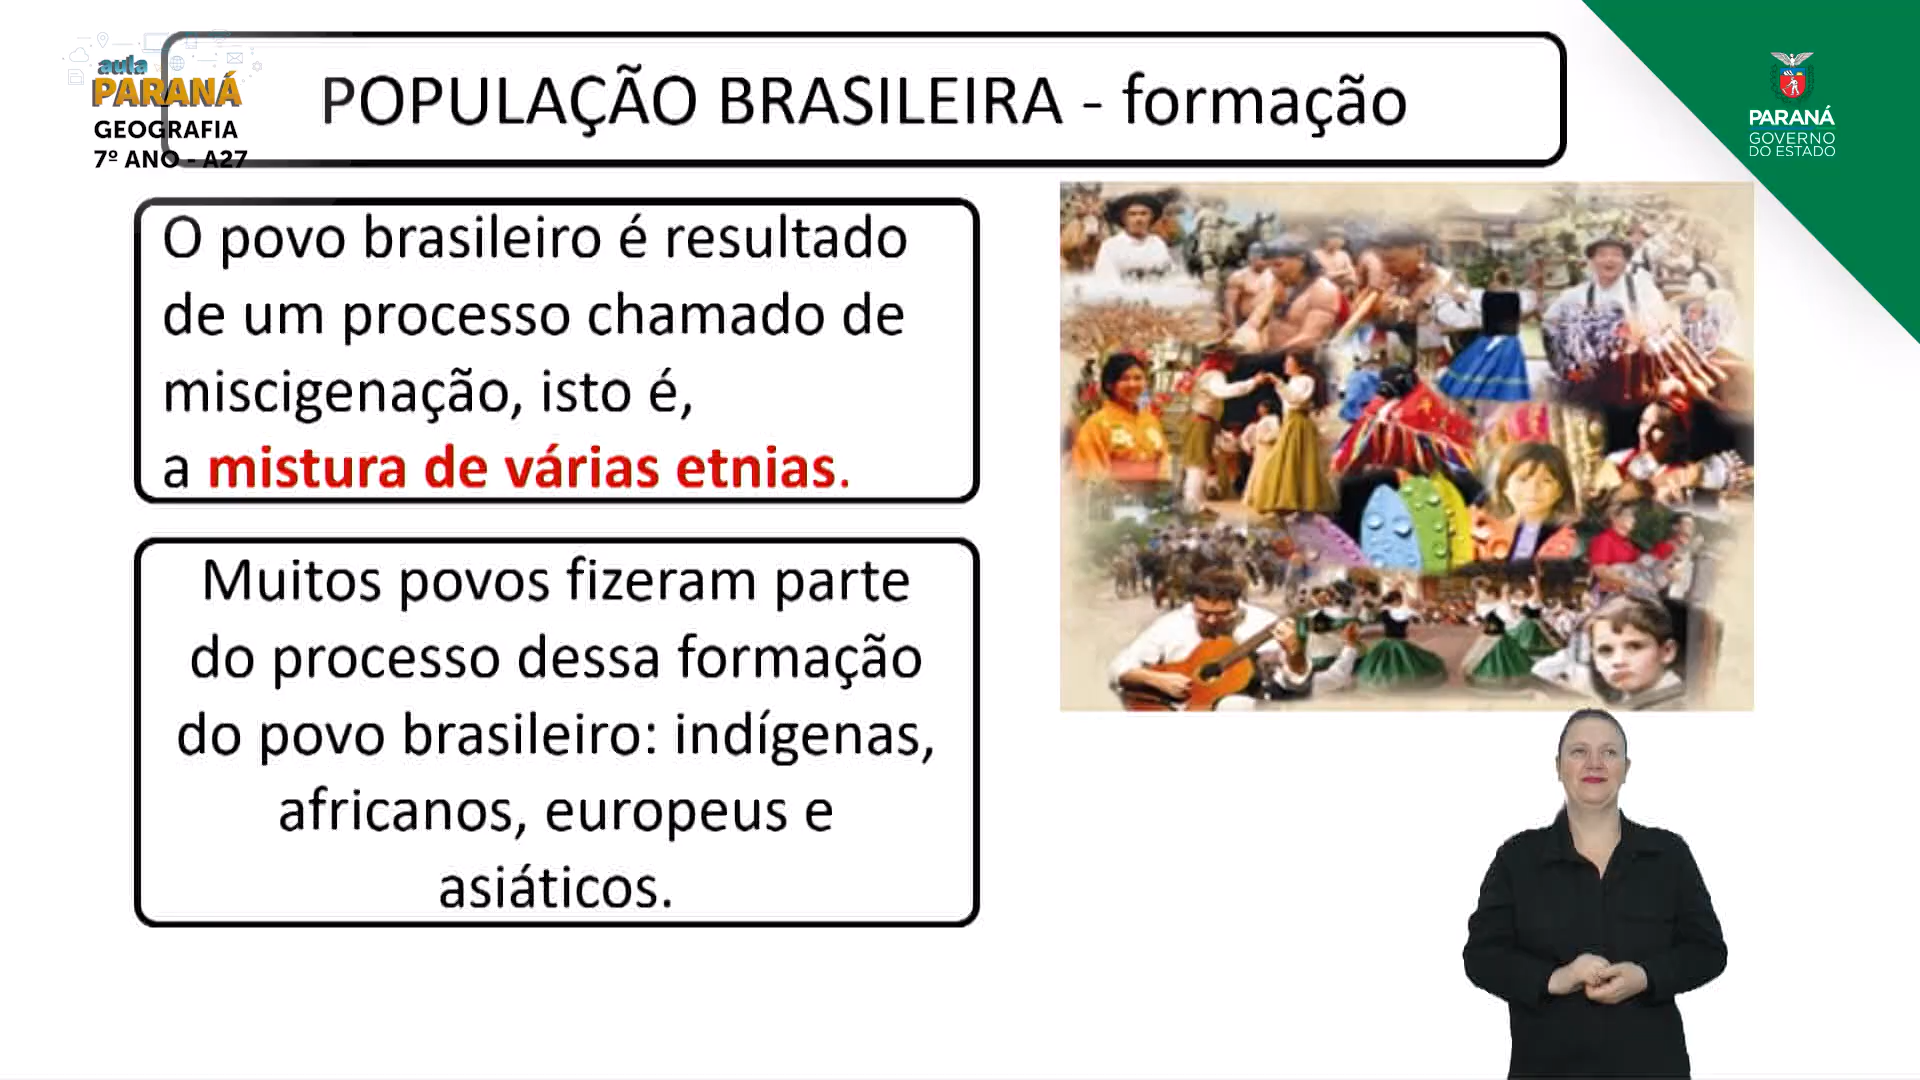 aula
PARANÁ
GEOGRAFIA
7º ANO - A27
POPULAÇÃO BRASILEIRA - formação
PARANÁ
GOVERNO
DO ESTADO
O povo brasileiro é resultado
de um processo chamado de
miscigenação, isto é,
a mistura de várias etnias.
Muitos povos fizeram parte
do processo dessa formação
do povo brasileiro: indígenas,
africanos, europeus e
asiáticos.